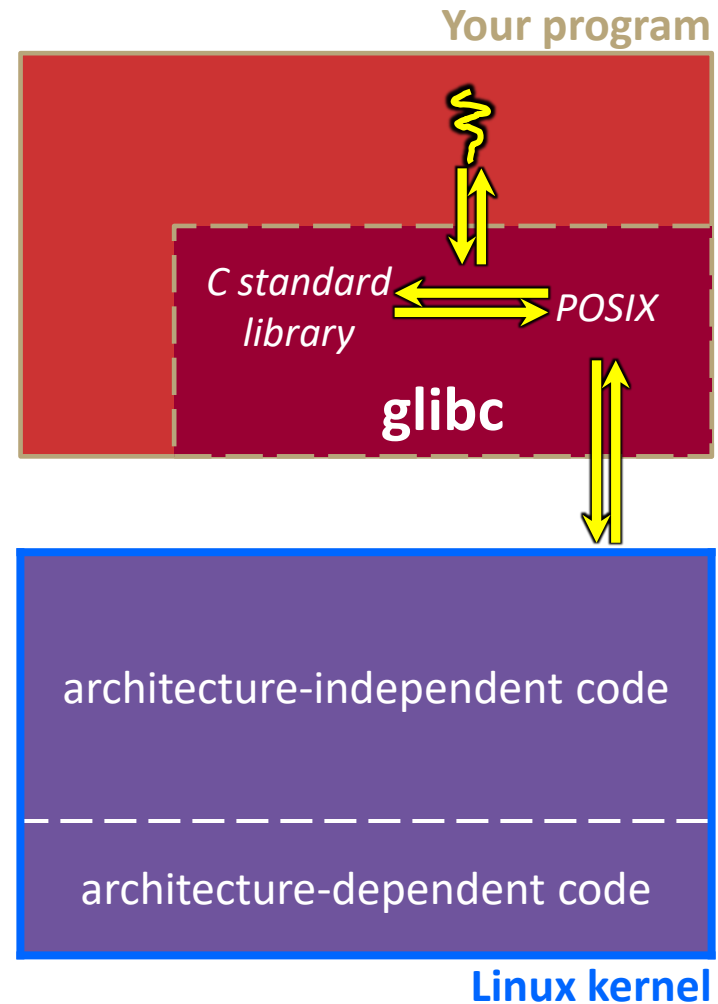 Your program
C standard
library
POSIX
glibc
architecture-independent code
architecture-dependent code
Linux kernel